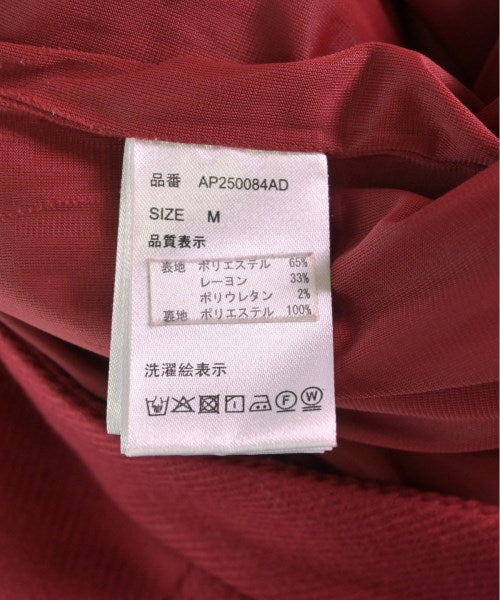 品番 AP250084AD
SIZE M
品質表示
表地 ポリエステル 65%
レーヨン 33%
ポリウレタン 2%
裏地 ポリエステル 100%
洗濯絵表示
F W